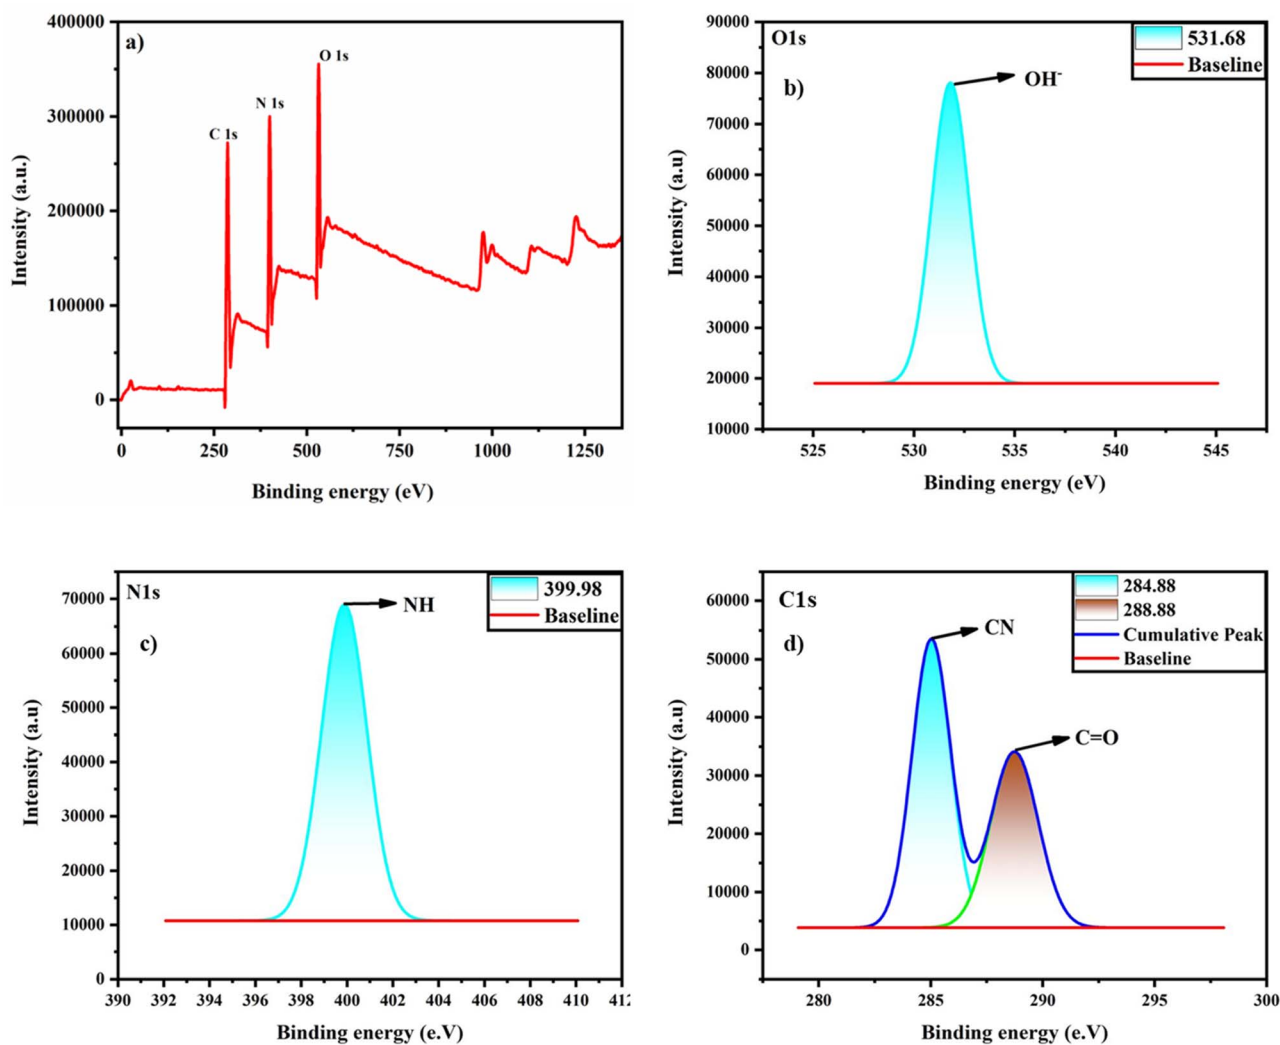 a)
C 1s
N 1s
O 1s
400000
300000
200000
100000
0
0 250 500 750 1000 1250
Intensity (a.u.)
Binding energy (eV)
O1s
b)
OH-
531.68
Baseline
90000
80000
70000
60000
50000
40000
30000
20000
10000
525 530 535 540 545
Intensity (a.u)
Binding energy (eV)
N1s
c)
NH
399.98
Baseline
70000
60000
50000
40000
30000
20000
10000
0
390 392 394 396 398 400 402 404 406 408 410 412
Intensity (a.u)
Binding energy (e.V)
C1s
d)
CN
C=O
284.88
288.88
Cumulative Peak
Baseline
60000
50000
40000
30000
20000
10000
0
280 285 290 295 300
Intensity (a.u)
Binding energy (e.V)